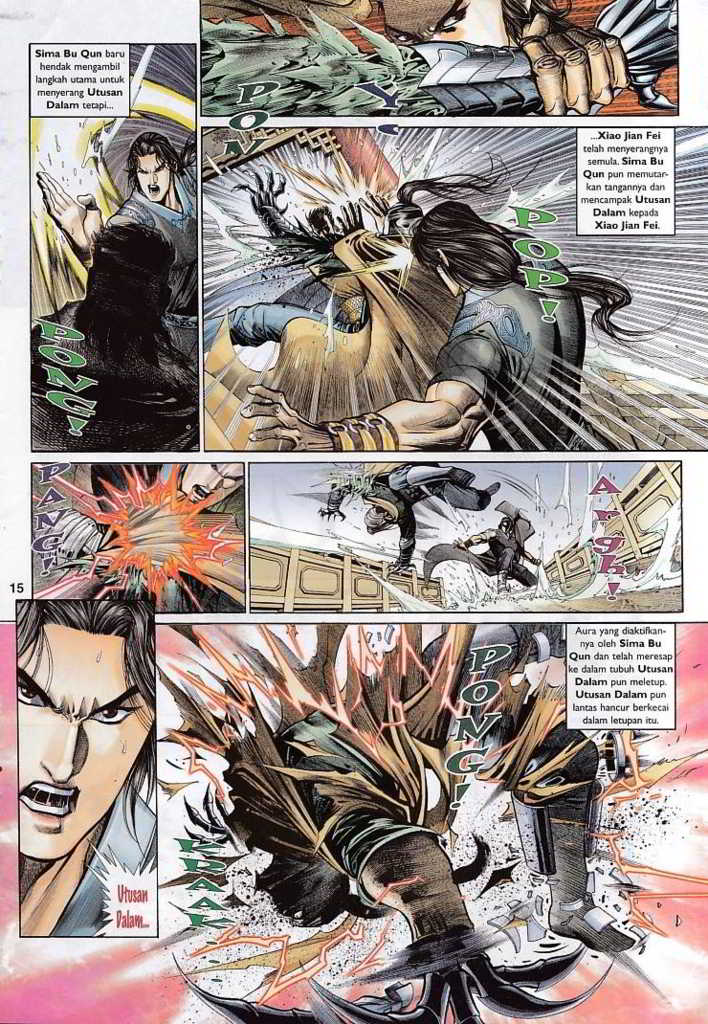 Sima Bu Qun baru
hendak mengambil
langkah utama untuk
menyerang Utusan
Dalam tetapi...
PON
YC
...Xiao Jian Fei
telah menyerangnya
semula. Sima Bu
Qun pun memutar-
kan tangannya dan
mencampak Utusan
Dalam kepada
Xiao Jian Fei.
POP!
PONG!
PANG!
Argh!
15
Aura yang diaktifkan-
nya oleh Sima Bu
Qun dan telah meresap
ke dalam tubuh Utusan
Dalam pun meletup.
Utusan Dalam pun
lantas hancur berkecai
dalam letupan itu.
PONG!
KRAAK
Utusan
Dalam...